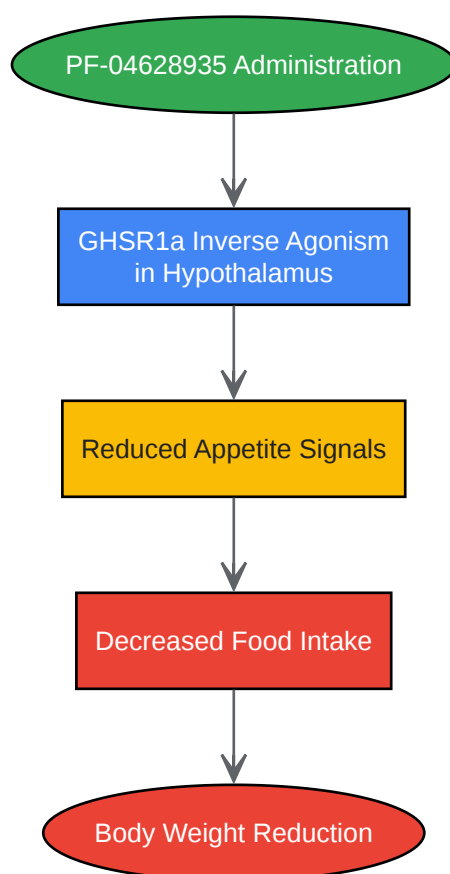 PF-04628935 Administration
GHSR1a Inverse Agonism
in Hypothalamus
Reduced Appetite Signals
Decreased Food Intake
Body Weight Reduction